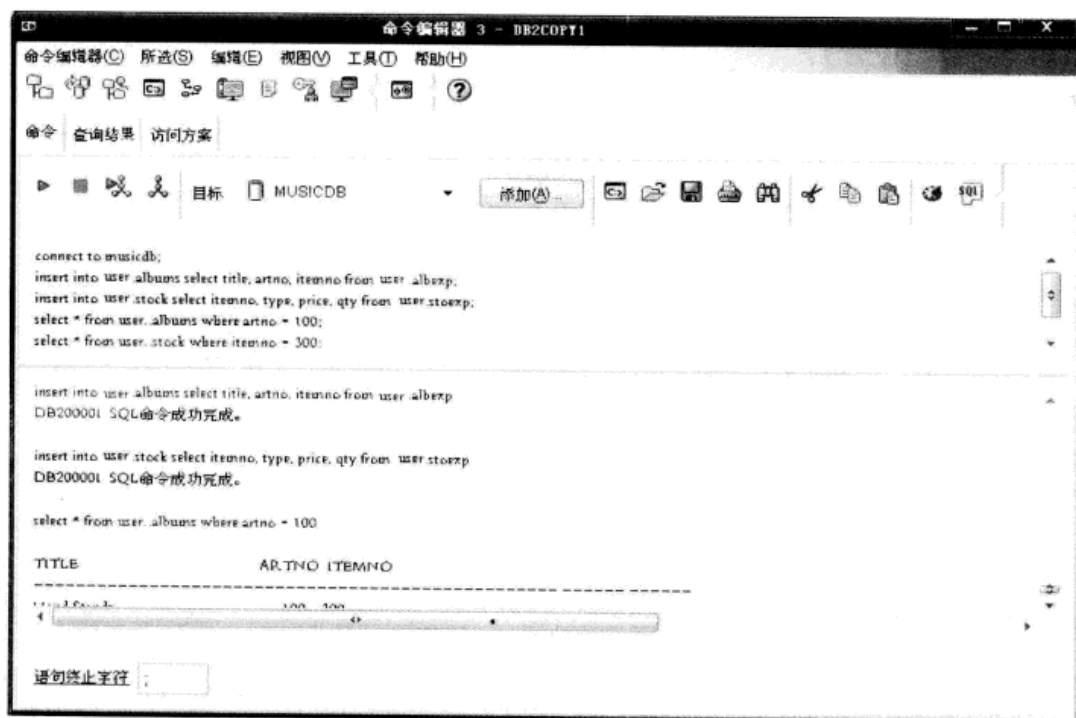 命令编辑器 3 - DB2COPY1
命令编辑器(C) 所选(S) 编辑(E) 视图(V) 工具(T) 帮助(H)
命令 查询结果 访问方案
目标 MUSICDB 添加(A)...
connect to musicdb;
insert into user.albums select title, artno, itemno from user.albexp;
insert into user.stock select itemno, type, price, qty from user.stoexp;
select * from user..albums where artno = 100;
select * from user..stock where itemno = 300;
insert into user.albums select title, artno, itemno from user.albexp
DB20000I SQL命令成功完成。
insert into user.stock select itemno, type, price, qty from user.stoexp
DB20000I SQL命令成功完成。
select * from user..albums where artno = 100
TITLE ARTNO ITEMNO
-----------------------------------------------------------------------
语句终止字符 ;